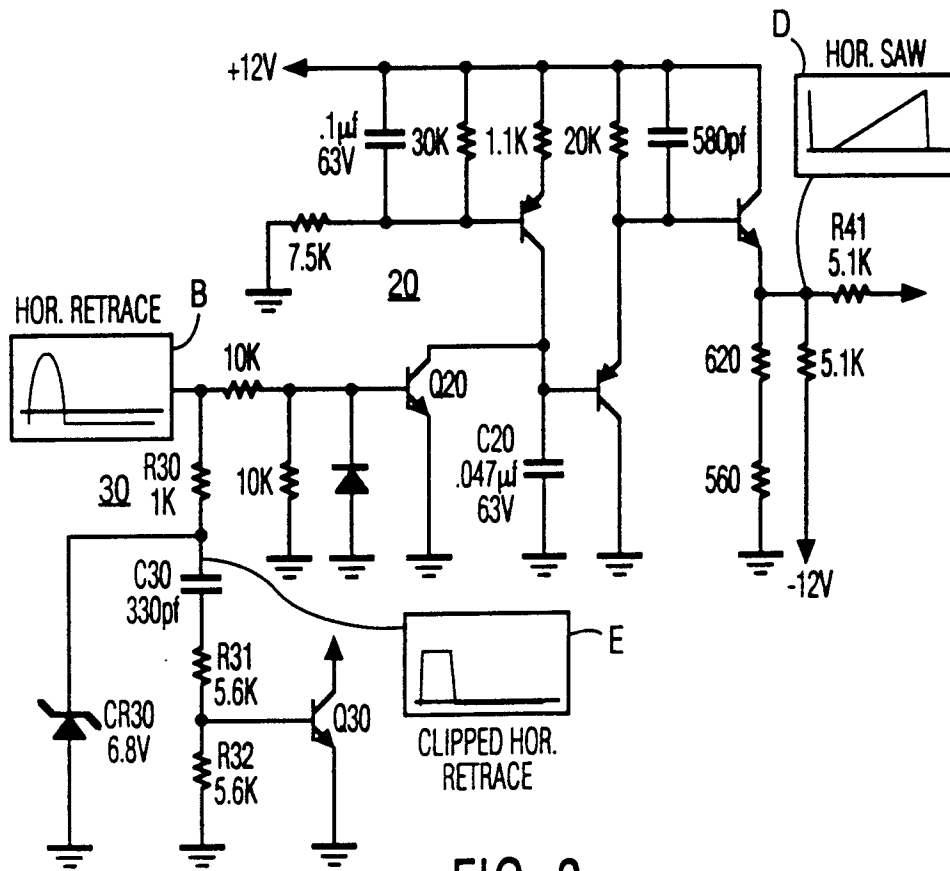 D
HOR. SAW
+12V
.1µf
63V
30K
1.1K
20K
580pf
7.5K
20
R41
5.1K
B
HOR. RETRACE
10K
Q20
620
5.1K
R30
1K
30
10K
C20
.047µf
63V
560
-12V
C30
330pf
E
R31
5.6K
Q30
CR30
6.8V
R32
5.6K
CLIPPED HOR.
RETRACE